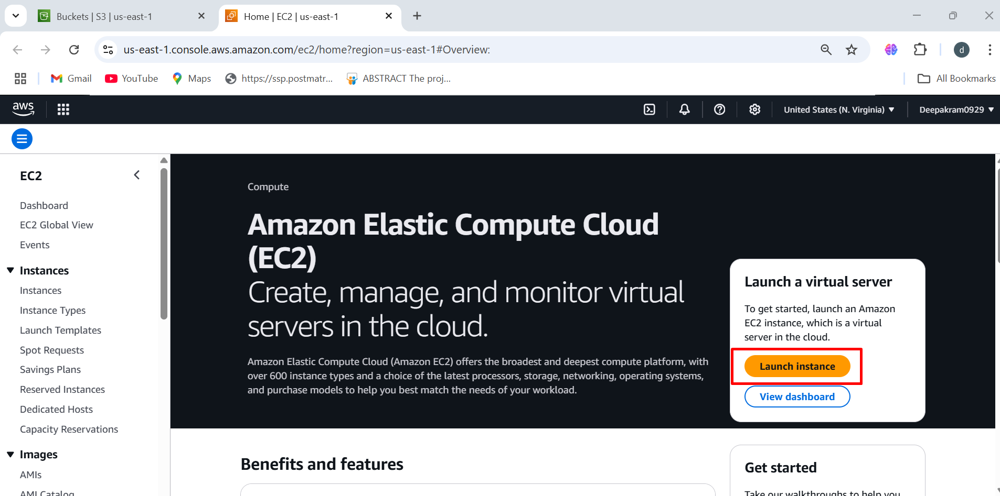 Buckets | S3 | us-east-1
Home | EC2 | us-east-1
us-east-1.console.aws.amazon.com/ec2/home?region=us-east-1#Overview:
d
Gmail
YouTube
Maps
https://ssp.postmatr...
ABSTRACT The proj...
All Bookmarks
aws
United States (N. Virginia)
Deepakram0929
EC2
Dashboard
EC2 Global View
Events
Instances
Instances
Instance Types
Launch Templates
Spot Requests
Savings Plans
Reserved Instances
Dedicated Hosts
Capacity Reservations
Images
AMIs
AMI Catalog
Compute
Amazon Elastic Compute Cloud
(EC2)
Create, manage, and monitor virtual
servers in the cloud.
Amazon Elastic Compute Cloud (Amazon EC2) offers the broadest and deepest compute platform, with
over 600 instance types and a choice of the latest processors, storage, networking, operating systems,
and purchase models to help you best match the needs of your workload.
Launch a virtual server
To get started, launch an Amazon
EC2 instance, which is a virtual
server in the cloud.
Launch instance
View dashboard
Benefits and features
Get started
Take our walkthroughs to help you